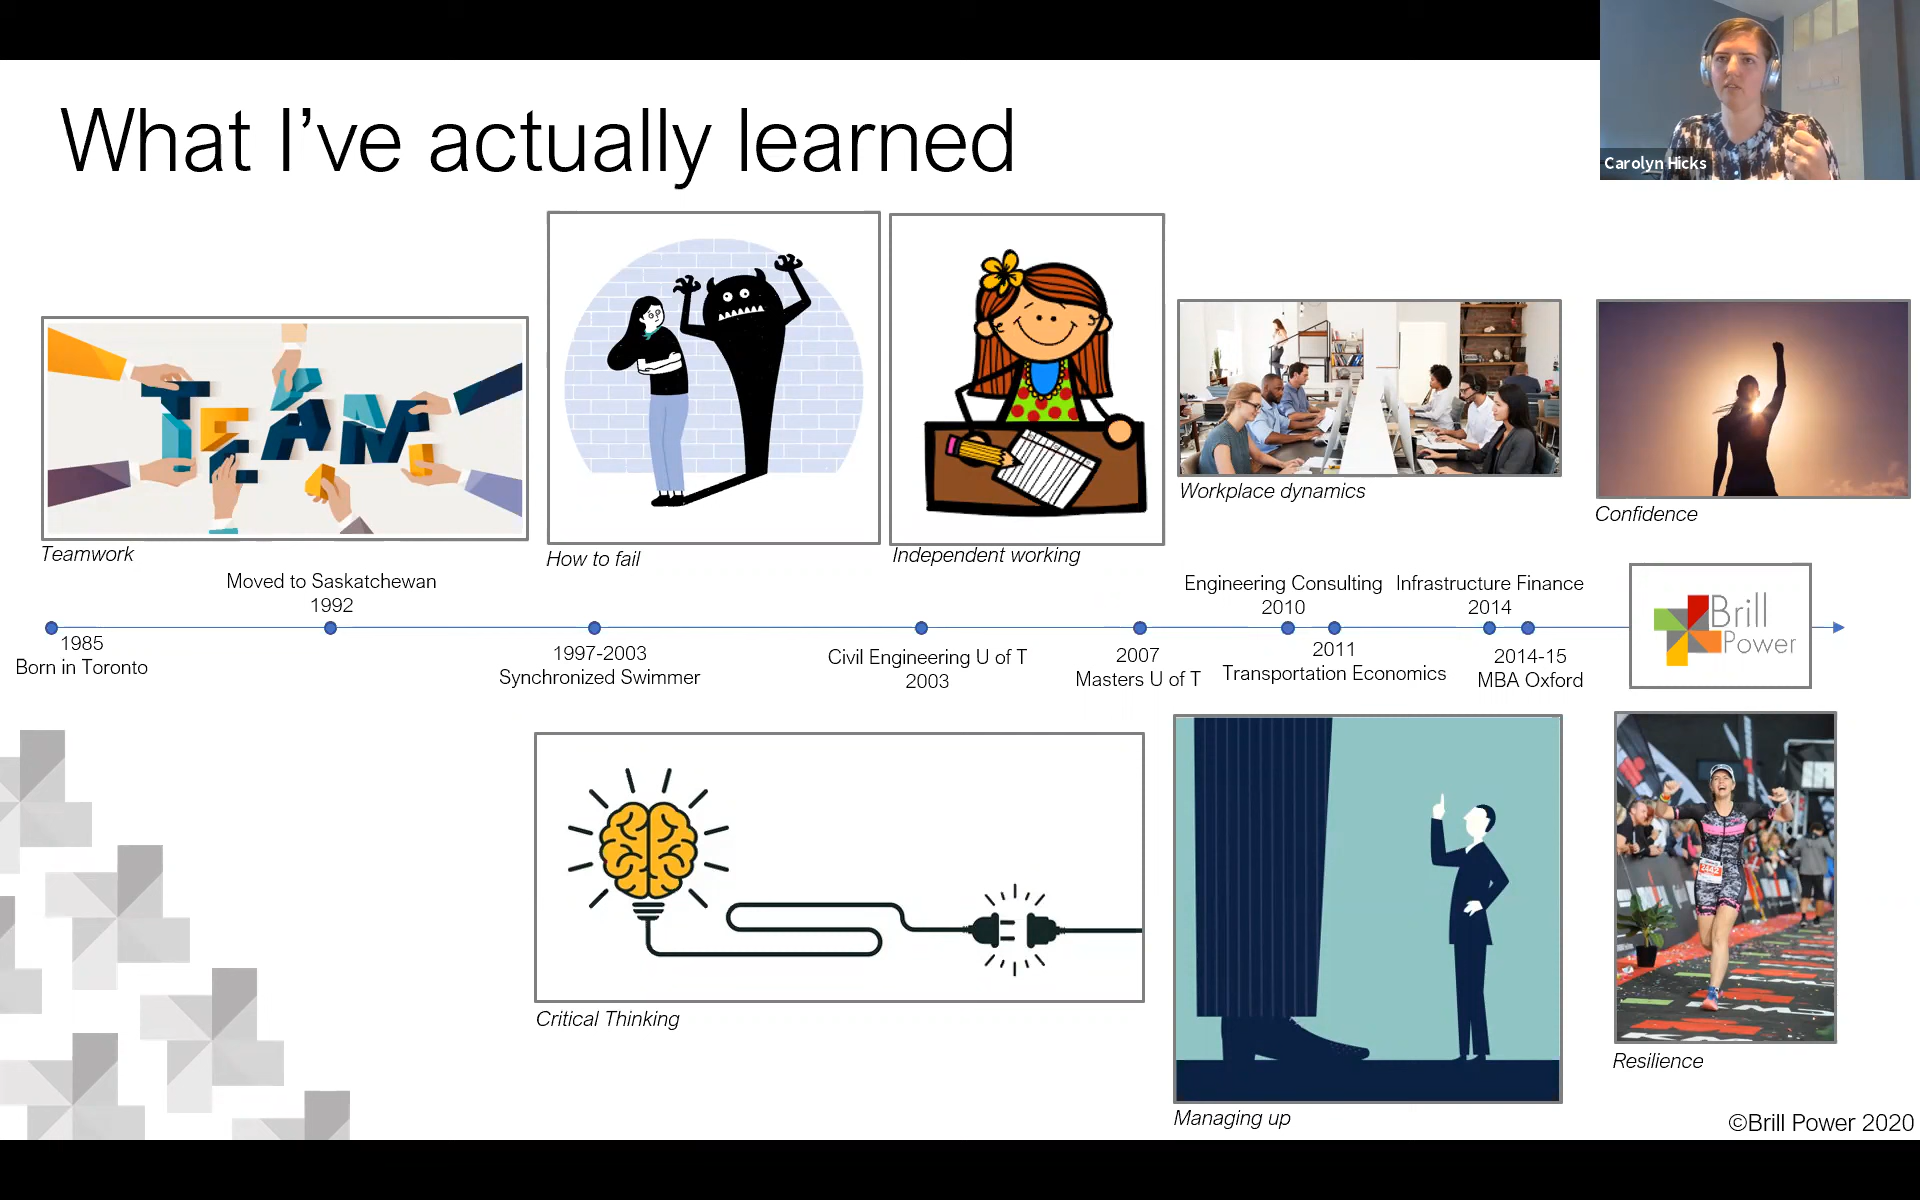 What I've actually learned
Carolyn Hicks
TEAM
Teamwork
How to fail
Independent working
Workplace dynamics
Confidence
Moved to Saskatchewan
1992
Engineering Consulting
2010
Infrastructure Finance
2014
Brill
Power
1985
Born in Toronto
1997-2003
Synchronized Swimmer
Civil Engineering U of T
2003
2007
Masters U of T
2011
Transportation Economics
2014-15
MBA Oxford
Critical Thinking
Managing up
2442
Resilience
©Brill Power 2020